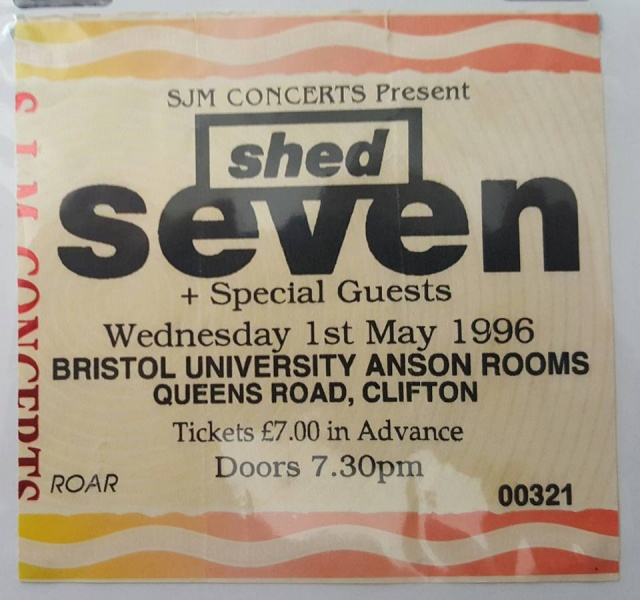 SJM CONCERTS Present
shed
seven
+ Special Guests
Wednesday 1st May 1996
BRISTOL UNIVERSITY ANSON ROOMS
QUEENS ROAD, CLIFTON
Tickets £7.00 in Advance
Doors 7.30pm
ROAR
00321
SJM CONCERTS